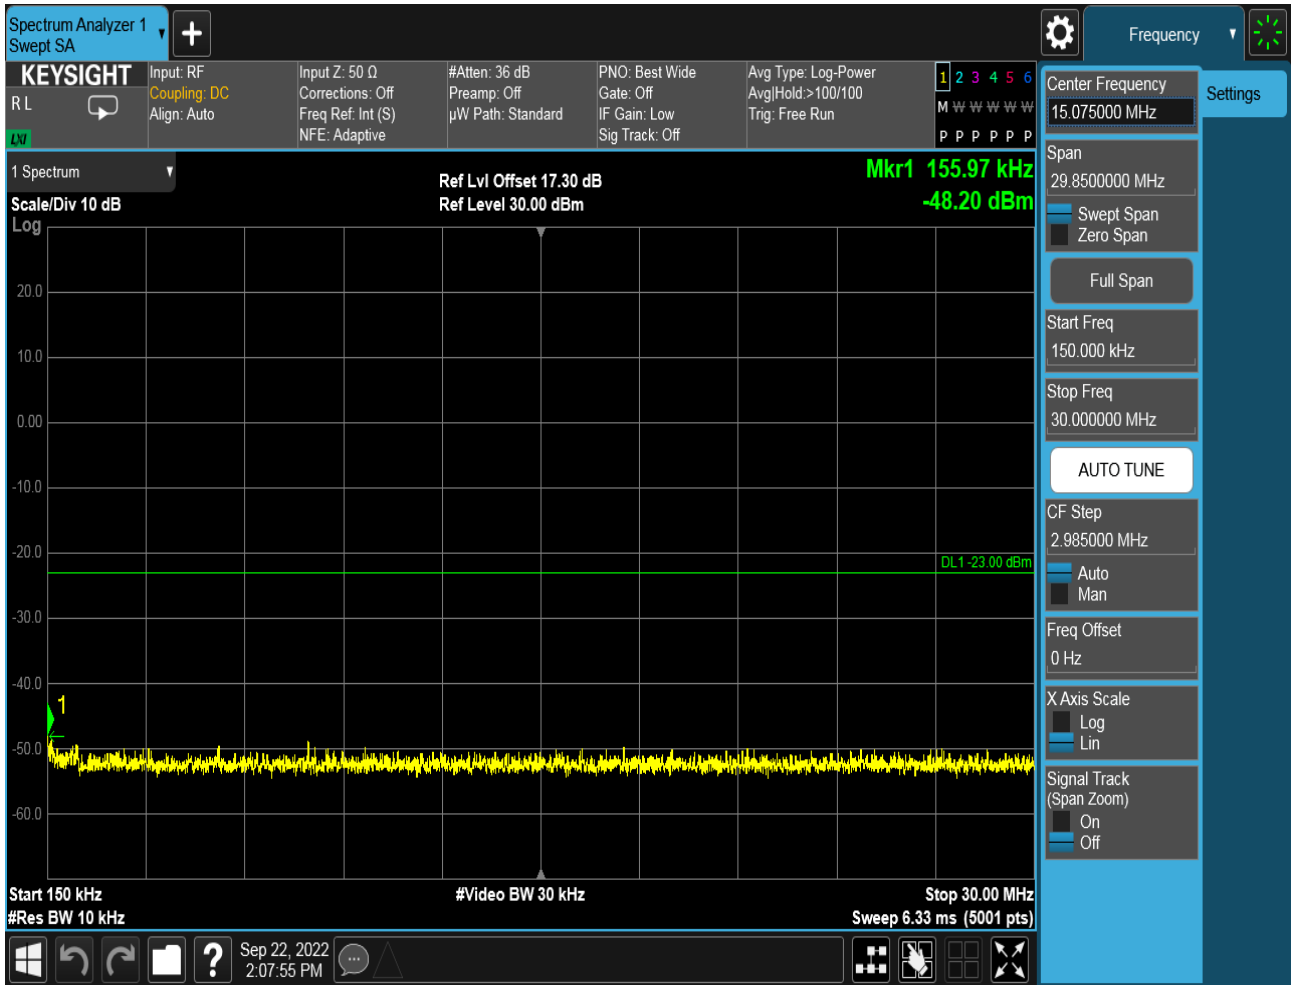 Spectrum Analyzer 1
Swept SA
Frequency
KEYSIGHT
R L
LXI
Input: RF
Coupling: DC
Align: Auto
Input Z: 50 Ω
Corrections: Off
Freq Ref: Int (S)
NFE: Adaptive
#Atten: 36 dB
Preamp: Off
µW Path: Standard
PNO: Best Wide
Gate: Off
IF Gain: Low
Sig Track: Off
Avg Type: Log-Power
Avg|Hold:>100/100
Trig: Free Run
1 2 3 4 5 6
M W W W W W
P P P P P P
1 Spectrum
Scale/Div 10 dB
Log
Ref Lvl Offset 17.30 dB
Ref Level 30.00 dBm
Mkr1 155.97 kHz
-48.20 dBm
20.0
10.0
0.00
-10.0
-20.0
DL1 -23.00 dBm
-30.0
-40.0
1
-50.0
-60.0
Start 150 kHz
#Video BW 30 kHz
Stop 30.00 MHz
#Res BW 10 kHz
Sweep 6.33 ms (5001 pts)
?
Sep 22, 2022
2:07:55 PM
Center Frequency
15.075000 MHz
Settings
Span
29.8500000 MHz
Swept Span
Zero Span
Full Span
Start Freq
150.000 kHz
Stop Freq
30.000000 MHz
AUTO TUNE
CF Step
2.985000 MHz
Auto
Man
Freq Offset
0 Hz
X Axis Scale
Log
Lin
Signal Track
(Span Zoom)
On
Off